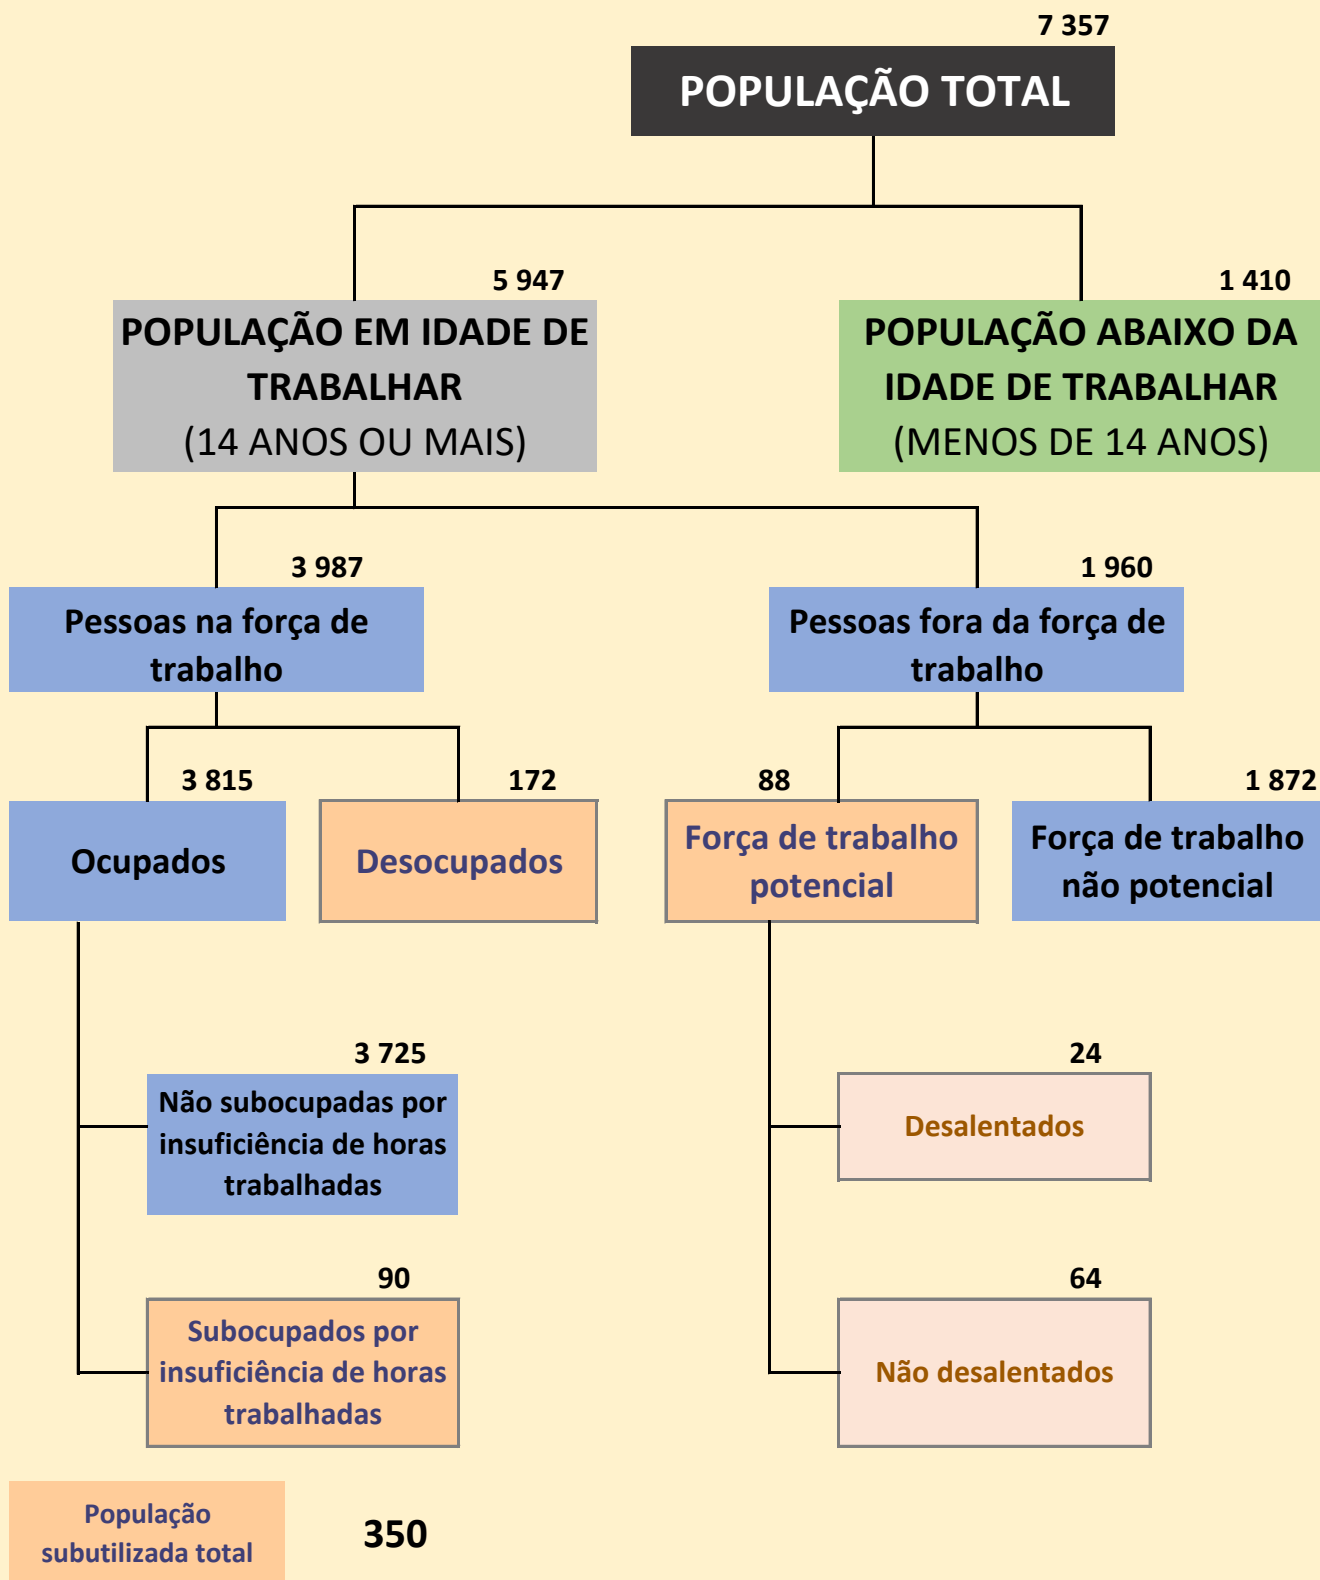 7 357
POPULAÇÃO TOTAL
5 947
POPULAÇÃO EM IDADE DE
TRABALHAR
(14 ANOS OU MAIS)
1 410
POPULAÇÃO ABAIXO DA
IDADE DE TRABALHAR
(MENOS DE 14 ANOS)
3 987
Pessoas na força de
trabalho
1 960
Pessoas fora da força de
trabalho
3 815
Ocupados
172
Desocupados
88
Força de trabalho
potencial
1 872
Força de trabalho
não potencial
3 725
Não subocupadas por
insuficiência de horas
trabalhadas
24
Desalentados
90
Subocupados por
insuficiência de horas
trabalhadas
64
Não desalentados
População
subutilizada total
350